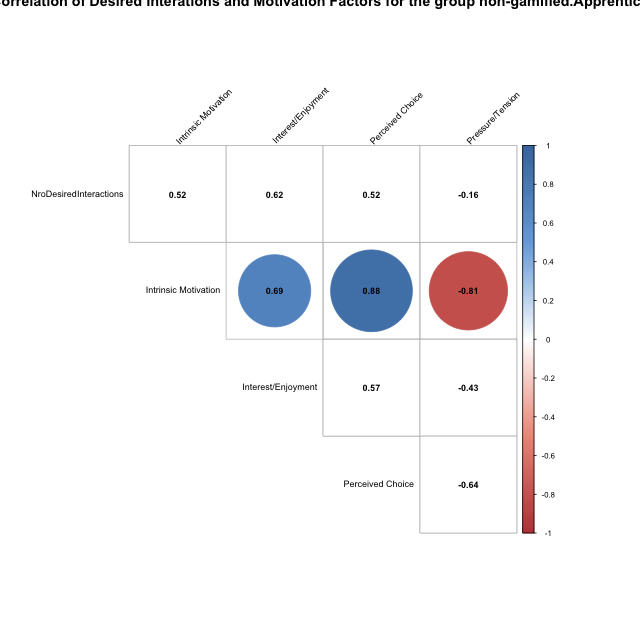 orrelation of Desired Interations and Motivation Factors for the group non-gamified.Apprentic
Intrinsic Motivation
Interest/Enjoyment
Perceived Choice
Pressure/Tension
NroDesiredInteractions 0.52 0.62 0.52 -0.16
Intrinsic Motivation 0.69 0.88 -0.81
Interest/Enjoyment 0.57 -0.43
Perceived Choice -0.64
1
0.8
0.6
0.4
0.2
0
-0.2
-0.4
-0.6
-0.8
-1